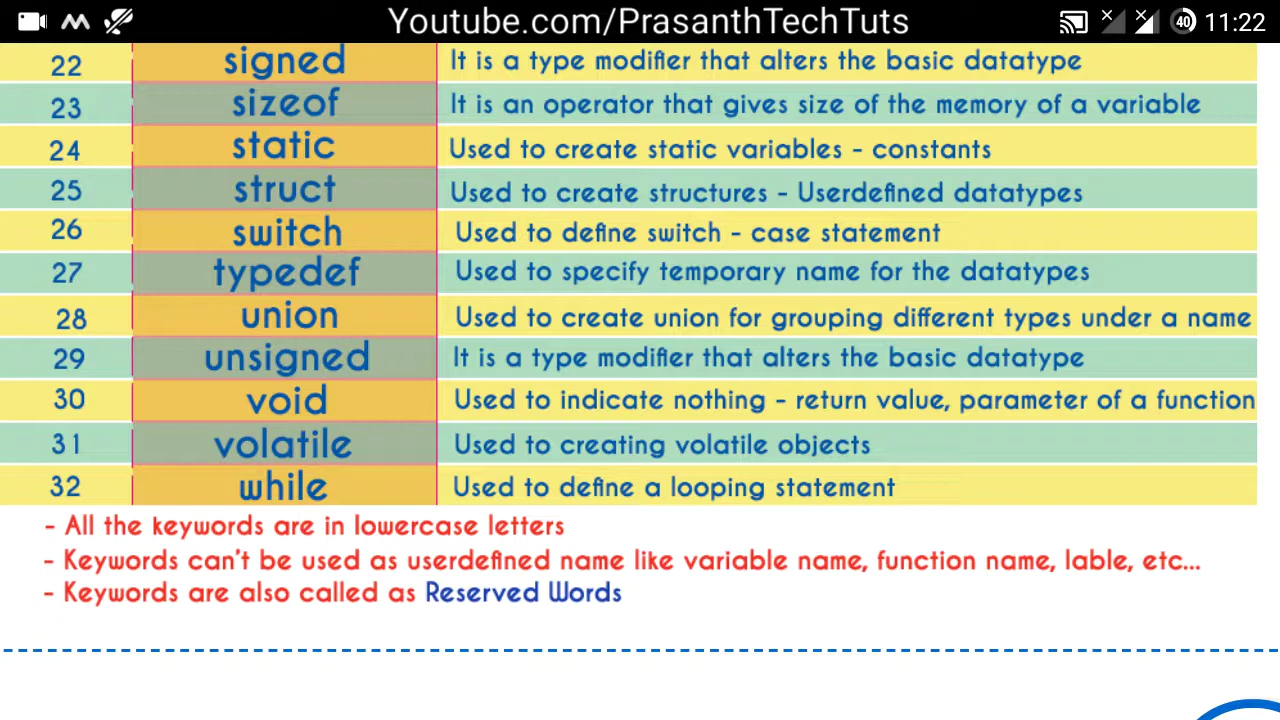 Youtube.com/PrasanthTechTuts 40 11:22
22 signed It is a type modifier that alters the basic datatype
23 sizeof It is an operator that gives size of the memory of a variable
24 static Used to create static variables - constants
25 struct Used to create structures - Userdefined datatypes
26 switch Used to define switch - case statement
27 typedef Used to specify temporary name for the datatypes
28 union Used to create union for grouping different types under a name
29 unsigned It is a type modifier that alters the basic datatype
30 void Used to indicate nothing - return value, parameter of a function
31 volatile Used to creating volatile objects
32 while Used to define a looping statement
- All the keywords are in lowercase letters
- Keywords can't be used as userdefined name like variable name, function name, lable, etc...
- Keywords are also called as Reserved Words